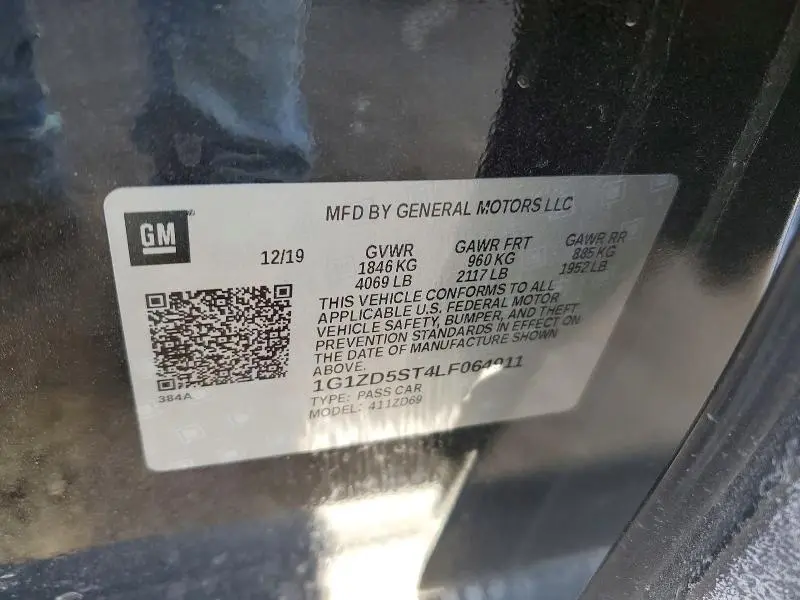 MFD BY GENERAL MOTORS LLC
GM
12/19
GVWR
1846 KG
4069 LB
GAWR FRT
960 KG
2117 LB
GAWR RR
885 KG
1952 LB
THIS VEHICLE CONFORMS TO ALL
APPLICABLE U.S. FEDERAL MOTOR
VEHICLE SAFETY, BUMPER, AND THEFT
PREVENTION STANDARDS IN EFFECT ON
THE DATE OF MANUFACTURE SHOWN
ABOVE.
1G1ZD5ST4LF064911
TYPE: PASS CAR
MODEL: 411ZD69
384A